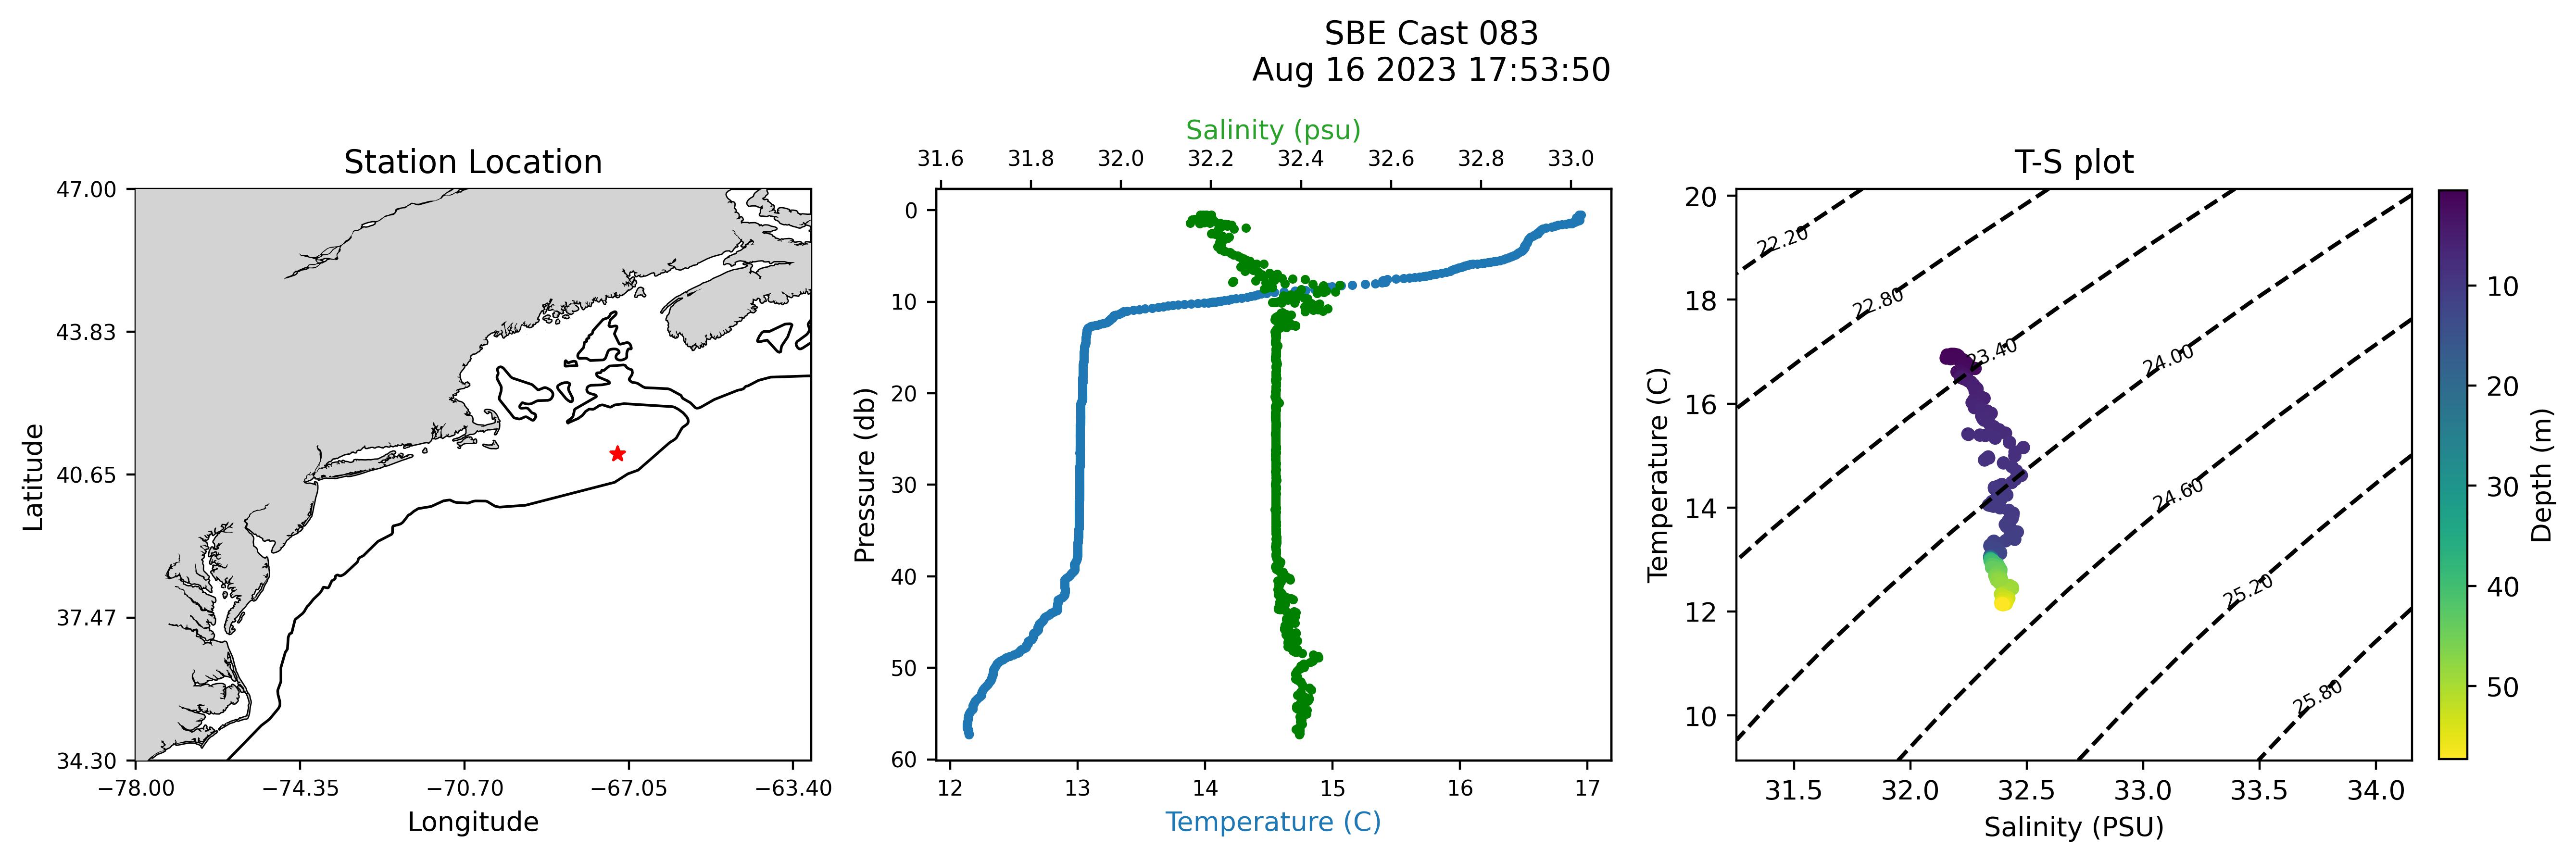 SBE Cast 083
Aug 16 2023 17:53:50
Station Location
47.00
43.83
40.65
37.47
34.30
Latitude
−78.00 −74.35 −70.70 −67.05 −63.40
Longitude
Salinity (psu)
31.6 31.8 32.0 32.2 32.4 32.6 32.8 33.0
0
10
20
30
40
50
60
Pressure (db)
12 13 14 15 16 17
Temperature (C)
T-S plot
20
18
16
14
12
10
Temperature (C)
22.20
22.80
23.40
24.00
24.60
25.20
25.80
31.5 32.0 32.5 33.0 33.5 34.0
Salinity (PSU)
10
20
30
40
50
Depth (m)